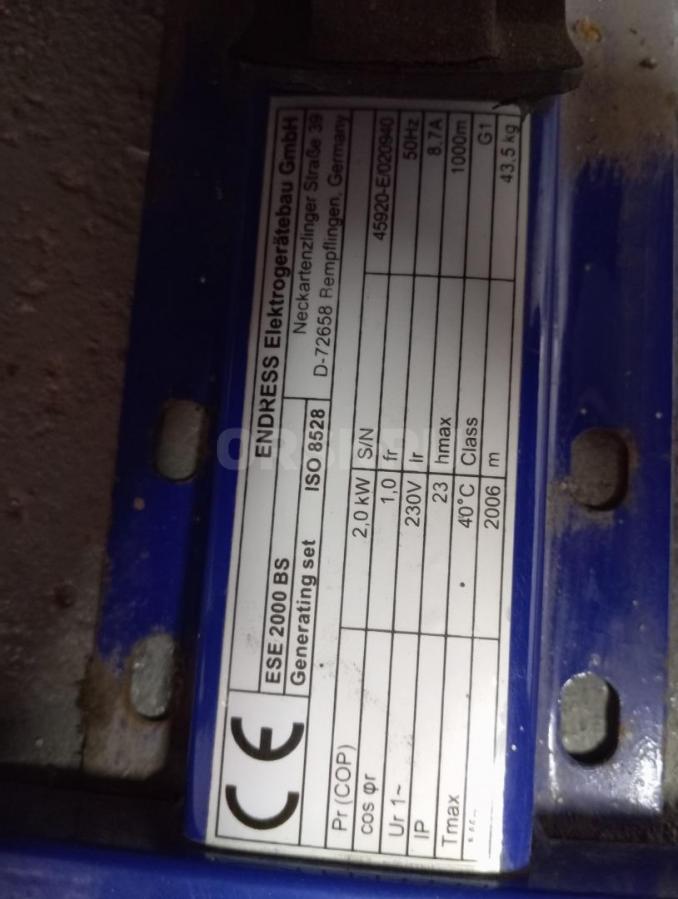 CE
ESE 2000 BS
ENDRESS Elektrogerätebau GmbH
Generating set ISO 8528
Neckartenzlinger Straße 39
D-72658 Rempflingen, Germany
Pr (COP) 2,0 kW S/N 45920-E/020940
cos φr 1,0 fr 50Hz
Ur 1~ 230V Ir 8.7A
IP 23 hmax 1000m
Tmax 40°C Class G1
2006 m 43.5 kg